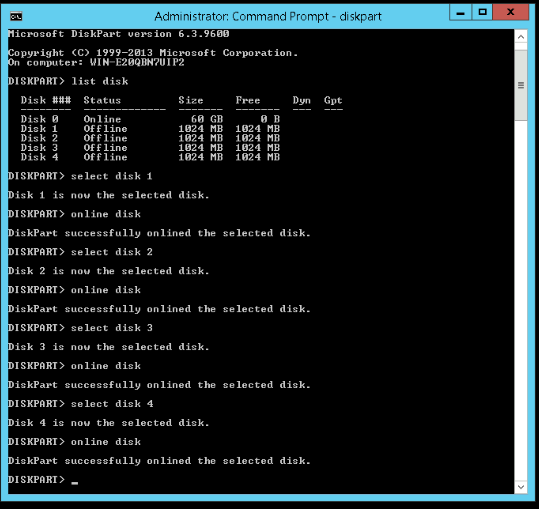 Administrator: Command Prompt - diskpart
Microsoft DiskPart version 6.3.9600
Copyright (C) 1999-2013 Microsoft Corporation.
On computer: WIN-E20QBN7UIP2
DISKPART> list disk
Disk ###  Status         Size     Free     Dyn  Gpt
--------  -------------  -------  -------  ---  ---
Disk 0    Online           60 GB      0 B
Disk 1    Offline        1024 MB  1024 MB
Disk 2    Offline        1024 MB  1024 MB
Disk 3    Offline        1024 MB  1024 MB
Disk 4    Offline        1024 MB  1024 MB
DISKPART> select disk 1
Disk 1 is now the selected disk.
DISKPART> online disk
DiskPart successfully onlined the selected disk.
DISKPART> select disk 2
Disk 2 is now the selected disk.
DISKPART> online disk
DiskPart successfully onlined the selected disk.
DISKPART> select disk 3
Disk 3 is now the selected disk.
DISKPART> online disk
DiskPart successfully onlined the selected disk.
DISKPART> select disk 4
Disk 4 is now the selected disk.
DISKPART> online disk
DiskPart successfully onlined the selected disk.
DISKPART> _